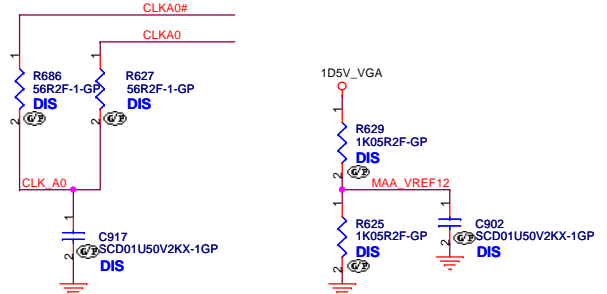 CLKA0#
CLKA0
1
R686
56R2F-1-GP
DIS
2
G/P
1
R627
56R2F-1-GP
DIS
2
G/P
CLK_A0
1
C917
SCD01U50V2KX-1GP
G/P
DIS
2
1D5V_VGA
1
R629
1K05R2F-GP
DIS
2
G/P
MAA_VREF12
1
R625
1K05R2F-GP
DIS
2
G/P
1
C902
SCD01U50V2KX-1GP
G/P
DIS
2